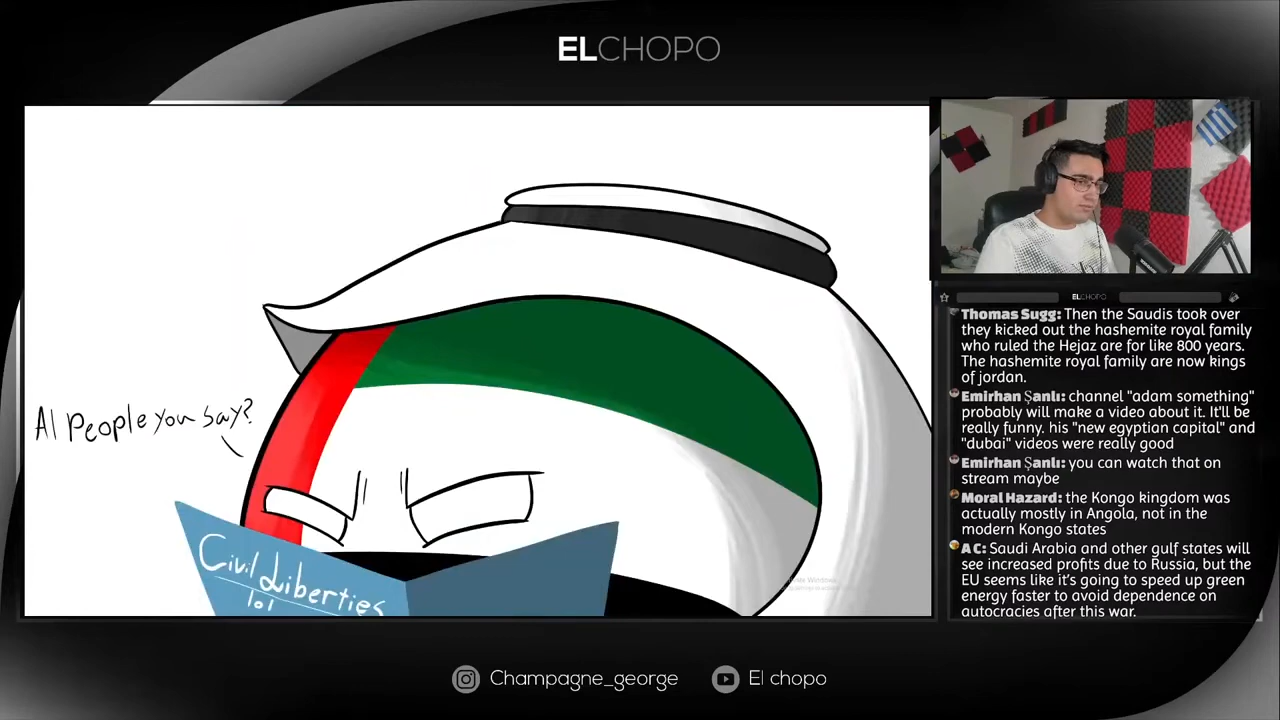 ELCHOPO
AI People you say?
Civil Liberties
lol
ELCHOPO
Thomas Sugg: Then the Saudis took over
they kicked out the hashemite royal family
who ruled the Hejaz are for like 800 years.
The hashemite royal family are now kings
of jordan.
Emirhan Şanlı: channel "adam something"
probably will make a video about it. It'll be
really funny. his "new egyptian capital" and
"dubai" videos were really good
Emirhan Şanlı: you can watch that on
stream maybe
Moral Hazard: the Kongo kingdom was
actually mostly in Angola, not in the
modern Kongo states
A C: Saudi Arabia and other gulf states will
see increased profits due to Russia, but the
EU seems like it's going to speed up green
energy faster to avoid dependence on
autocracies after this war.
Champagne_george
El chopo